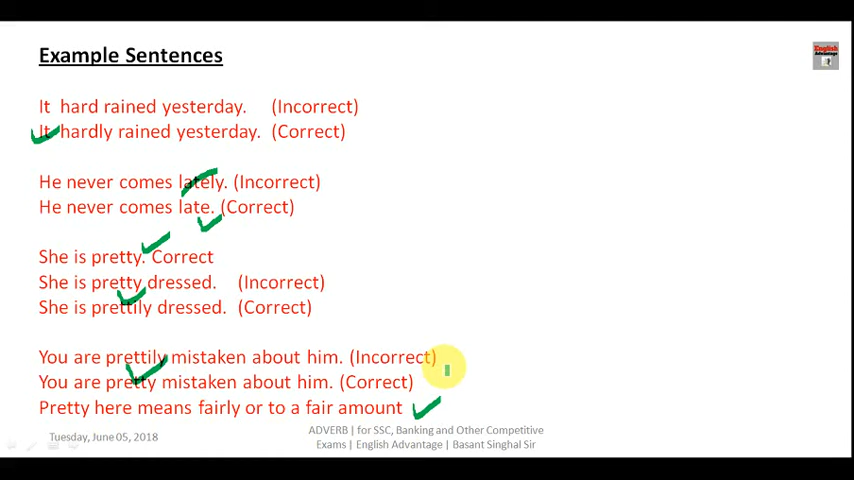 Example Sentences
English
Advantage
It hard rained yesterday. (Incorrect)
It hardly rained yesterday. (Correct)
He never comes lately. (Incorrect)
He never comes late. (Correct)
She is pretty. Correct
She is pretty dressed. (Incorrect)
She is prettily dressed. (Correct)
You are prettily mistaken about him. (Incorrect)
You are pretty mistaken about him. (Correct)
Pretty here means fairly or to a fair amount
Tuesday, June 05, 2018
ADVERB | for SSC, Banking and Other Competitive
Exams | English Advantage | Basant Singhal Sir